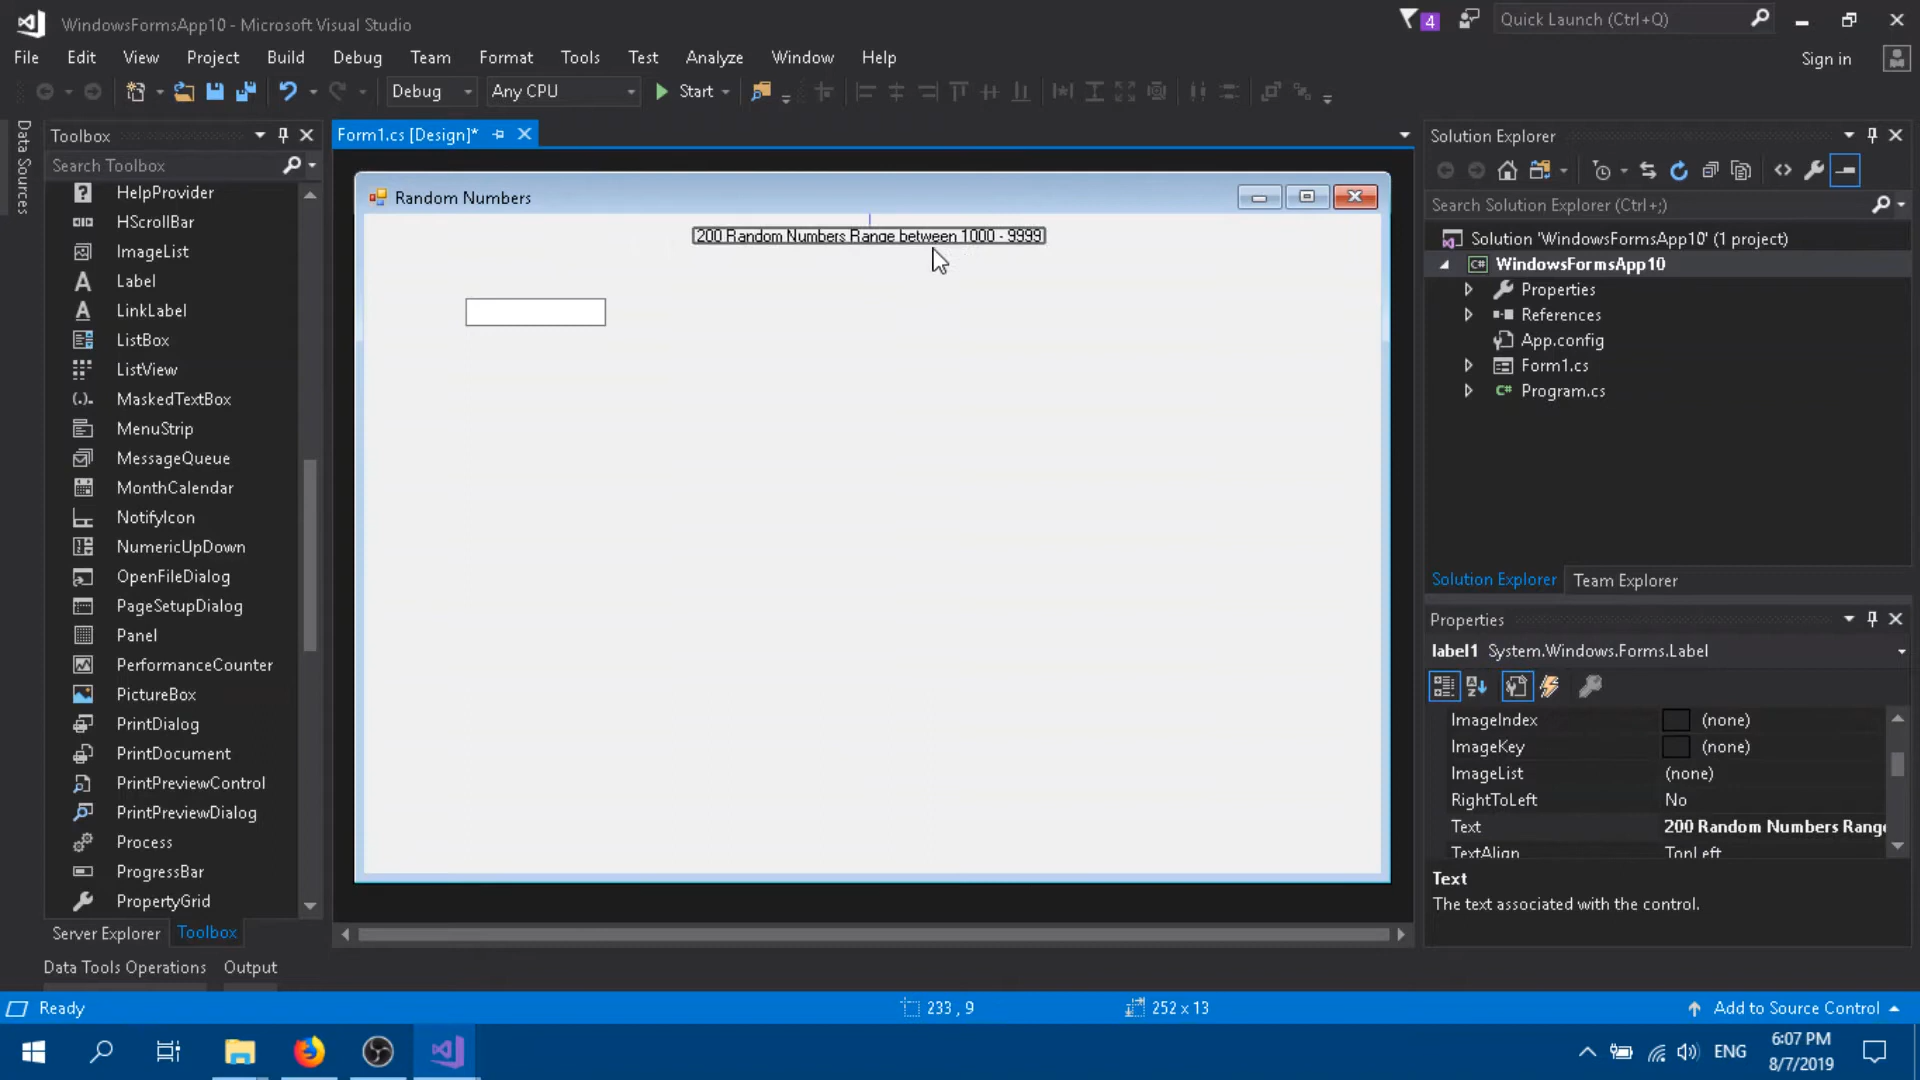 WindowsFormsApp10 - Microsoft Visual Studio
4
Quick Launch (Ctrl+Q)
File Edit View Project Build Debug Team Format Tools Test Analyze Window Help
Sign in
Debug Any CPU Start
Data Sources
Toolbox
Search Toolbox
HelpProvider
HScrollBar
ImageList
Label
LinkLabel
ListBox
ListView
MaskedTextBox
MenuStrip
MessageQueue
MonthCalendar
NotifyIcon
NumericUpDown
OpenFileDialog
PageSetupDialog
Panel
PerformanceCounter
PictureBox
PrintDialog
PrintDocument
PrintPreviewControl
PrintPreviewDialog
Process
ProgressBar
PropertyGrid
Server Explorer Toolbox
Form1.cs [Design]*
Random Numbers
200 Random Numbers Range between 1000 - 9999
Solution Explorer
Search Solution Explorer (Ctrl+;)
Solution 'WindowsFormsApp10' (1 project)
C# WindowsFormsApp10
Properties
References
App.config
Form1.cs
C# Program.cs
Solution Explorer Team Explorer
Properties
label1 System.Windows.Forms.Label
ImageIndex (none)
ImageKey (none)
ImageList (none)
RightToLeft No
Text 200 Random Numbers Range
TextAlign TopLeft
Text
The text associated with the control.
Data Tools Operations Output
Ready 233 , 9 252 x 13 Add to Source Control
ENG
6:07 PM
8/7/2019